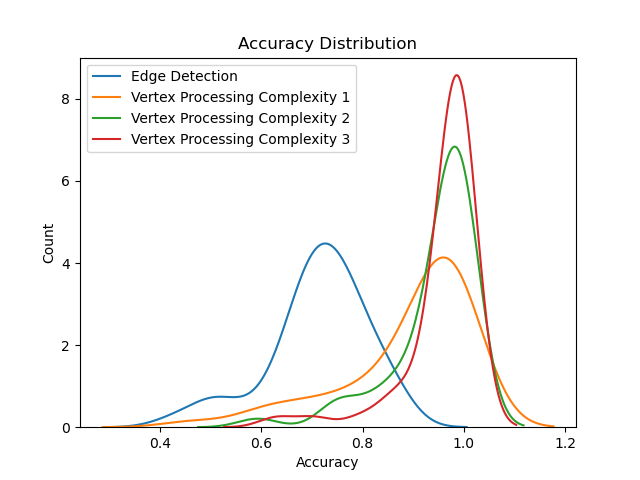 Accuracy Distribution
Edge Detection
Vertex Processing Complexity 1
Vertex Processing Complexity 2
Vertex Processing Complexity 3
8
6
4
2
0
Count
0.4 0.6 0.8 1.0 1.2
Accuracy